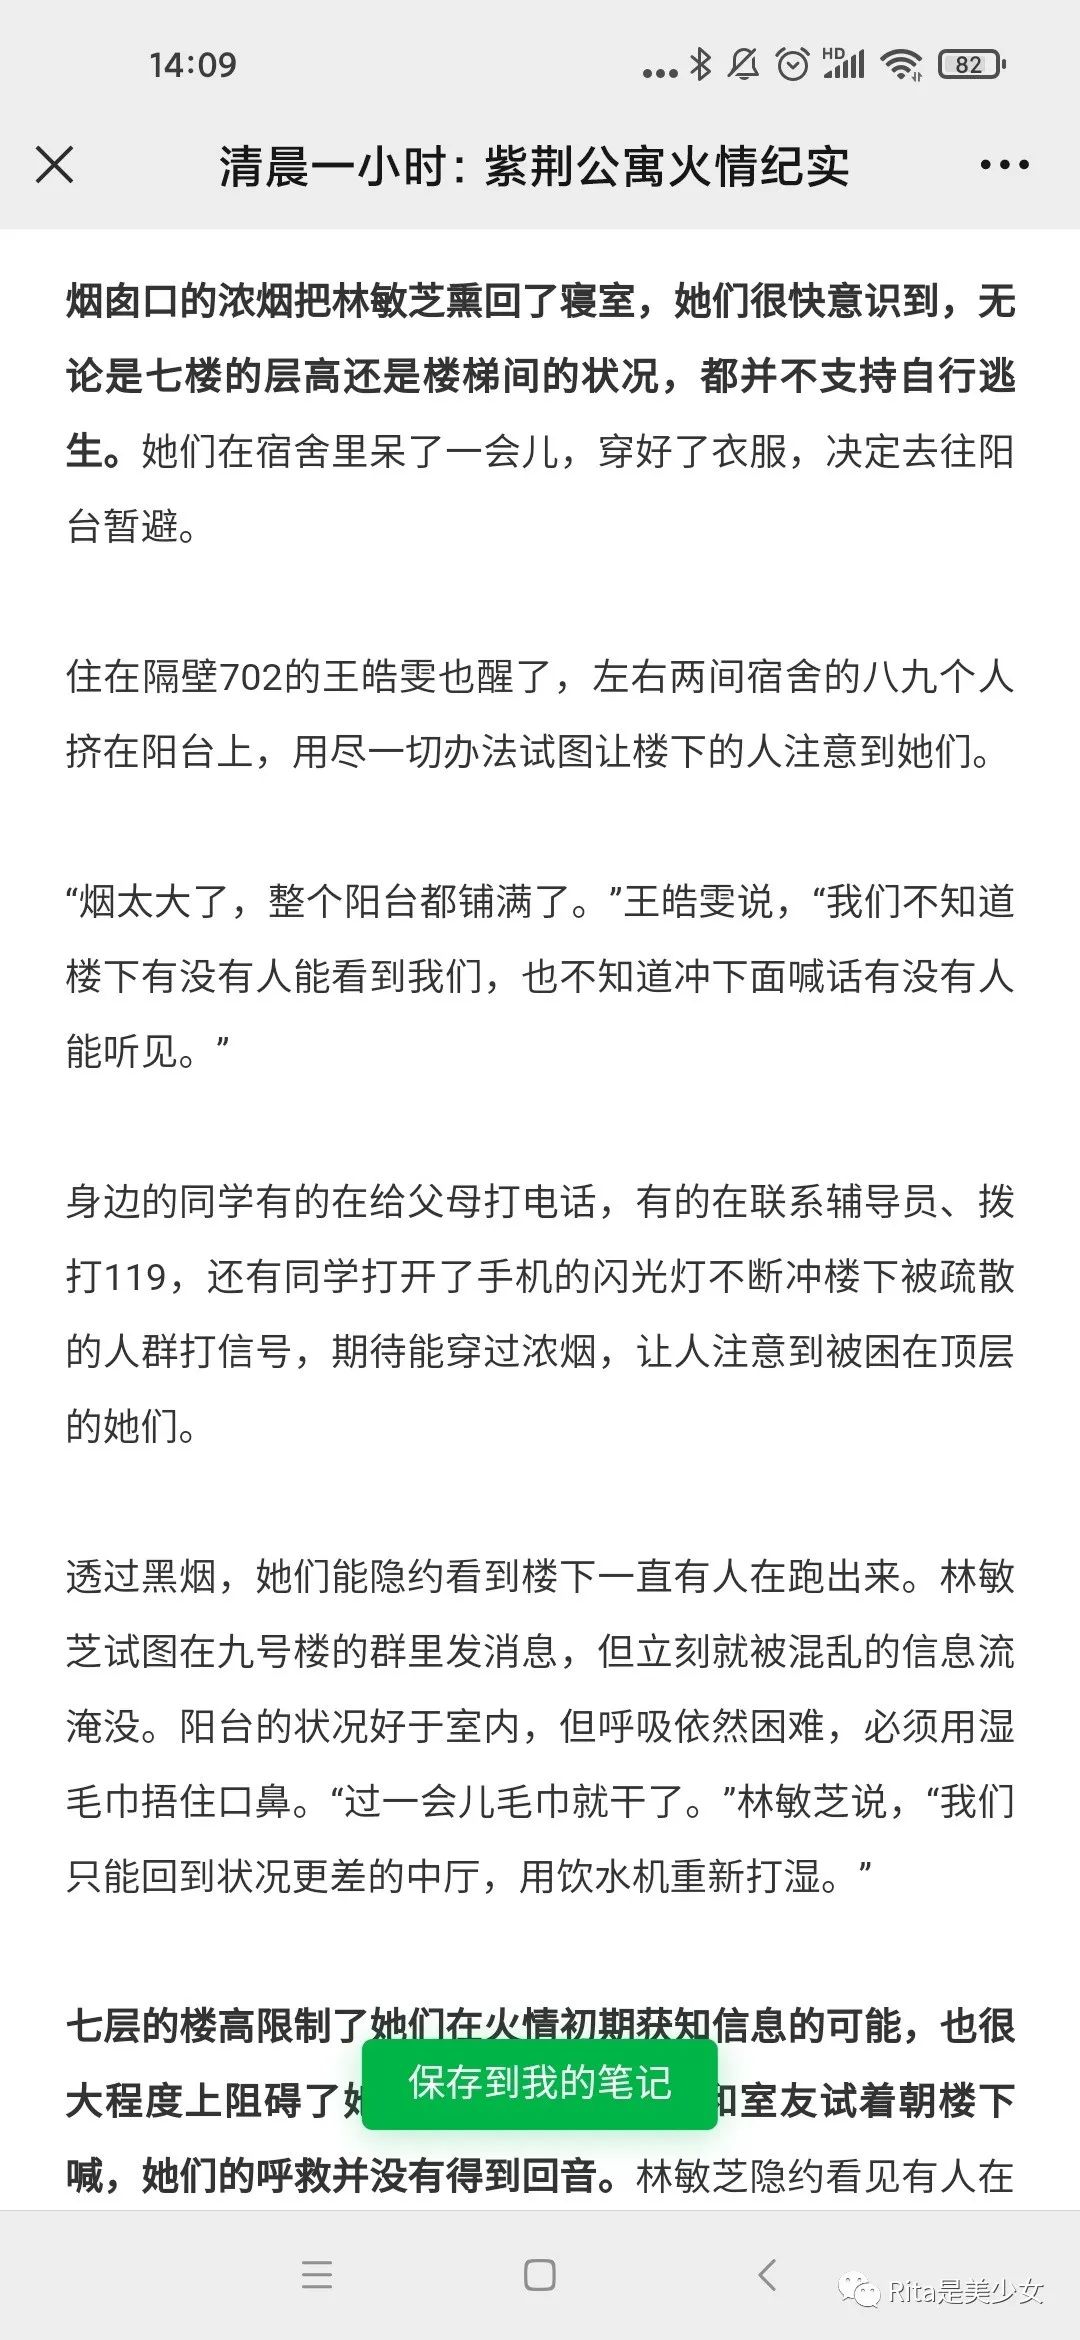 14:09
HD
82
清晨一小时：紫荆公寓火情纪实
烟囱口的浓烟把林敏芝熏回了寝室，她们很快意识到，无
论是七楼的层高还是楼梯间的状况，都并不支持自行逃
生。她们在宿舍里呆了一会儿，穿好了衣服，决定去往阳
台暂避。
住在隔壁702的王皓雯也醒了，左右两间宿舍的八九个人
挤在阳台上，用尽一切办法试图让楼下的人注意到她们。
“烟太大了，整个阳台都铺满了。”王皓雯说，“我们不知道
楼下有没有人能看到我们，也不知道冲下面喊话有没有人
能听见。”
身边的同学有的在给父母打电话，有的在联系辅导员、拨
打119，还有同学打开了手机的闪光灯不断冲楼下被疏散
的人群打信号，期待能穿过浓烟，让人注意到被困在顶层
的她们。
透过黑烟，她们能隐约看到楼下一直有人在跑出来。林敏
芝试图在九号楼的群里发消息，但立刻就被混乱的信息流
淹没。阳台的状况好于室内，但呼吸依然困难，必须用湿
毛巾捂住口鼻。“过一会儿毛巾就干了。”林敏芝说，“我们
只能回到状况更差的中厅，用饮水机重新打湿。”
七层的楼高限制了她们在火情初期获知信息的可能，也很
大程度上阻碍了她 和室友试着朝楼下
保存到我的笔记
喊，她们的呼救并没有得到回音。林敏芝隐约看见有人在
Rita是美少女